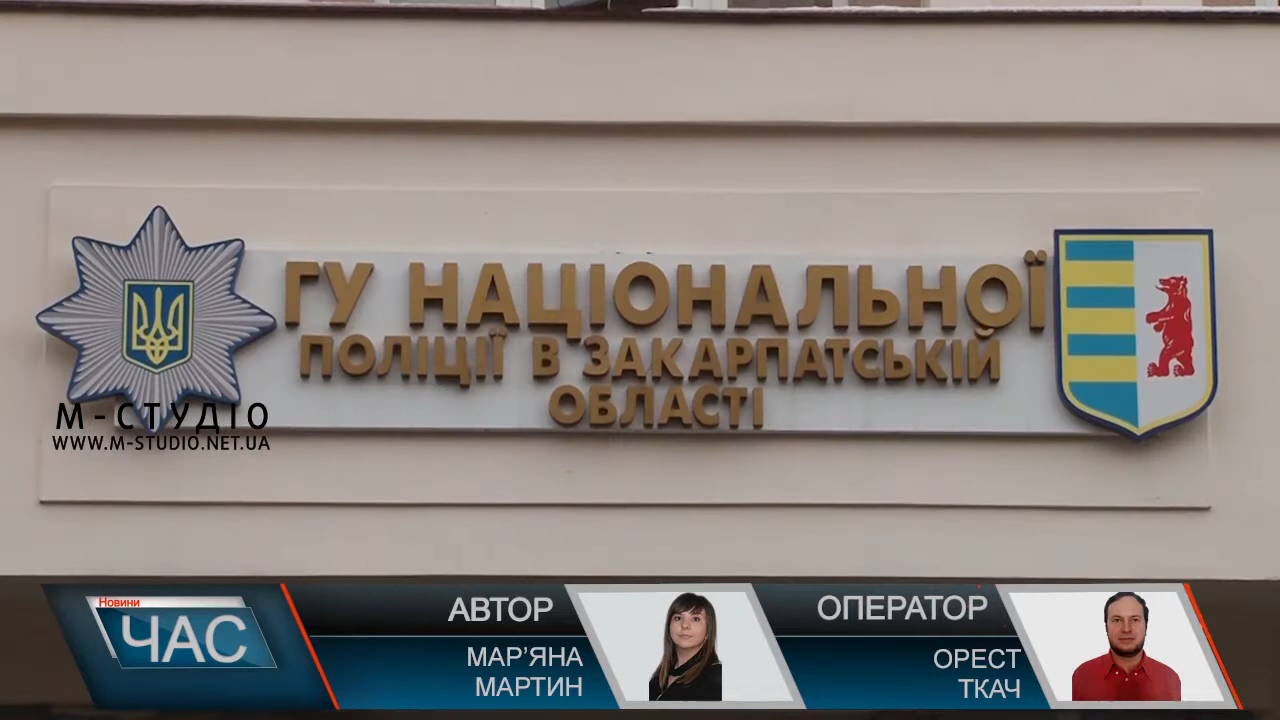 ГУ НАЦІОНАЛЬНОЇ
ПОЛІЦІЇ В ЗАКАРПАТСЬКІЙ
ОБЛАСТІ
М-СТУДІО
WWW.M-STUDIO.NET.UA
Новини
ЧАС
АВТОР
МАР’ЯНА
МАРТИН
ОПЕРАТОР
ОРЕСТ
ТКАЧ